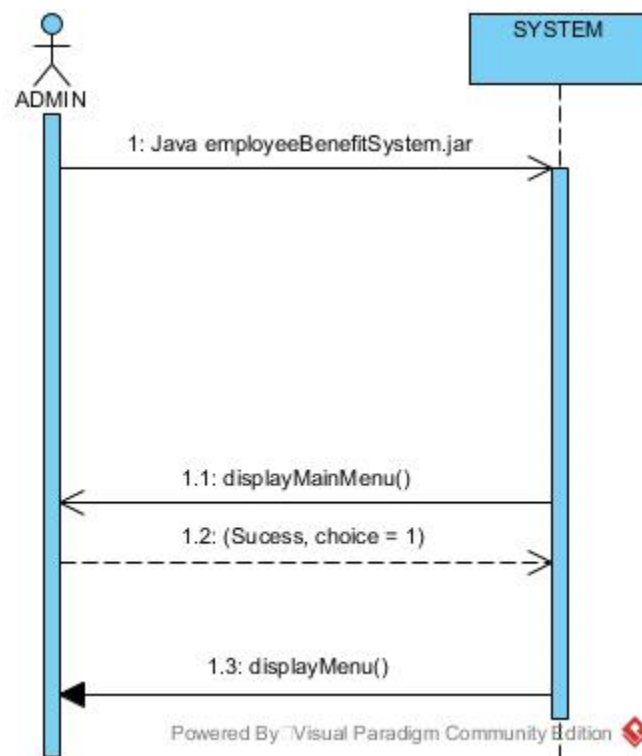 SYSTEM
ADMIN
1: Java employeeBenefitSystem.jar
1.1: displayMainMenu()
1.2: (Sucess, choice = 1)
1.3: displayMenu()
Powered By Visual Paradigm Community Edition